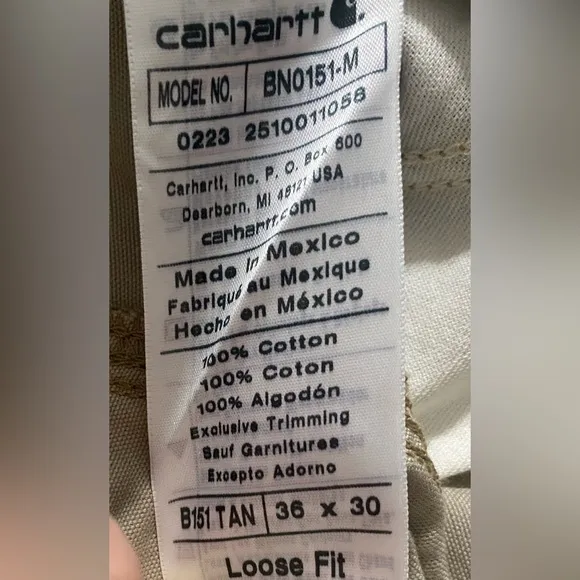 carhartt
MODEL NO. BN0151-M
0223 2510011058
Carhartt, Inc. P. O. Box 600
Dearborn, MI 48121 USA
carhartt.com
Made in Mexico
Fabriqué au Mexique
Hecho en México
100% Cotton
100% Coton
100% Algodón
Exclusive Trimming
Sauf Garnitures
Excepto Adorno
B151 TAN 36 x 30
Loose Fit